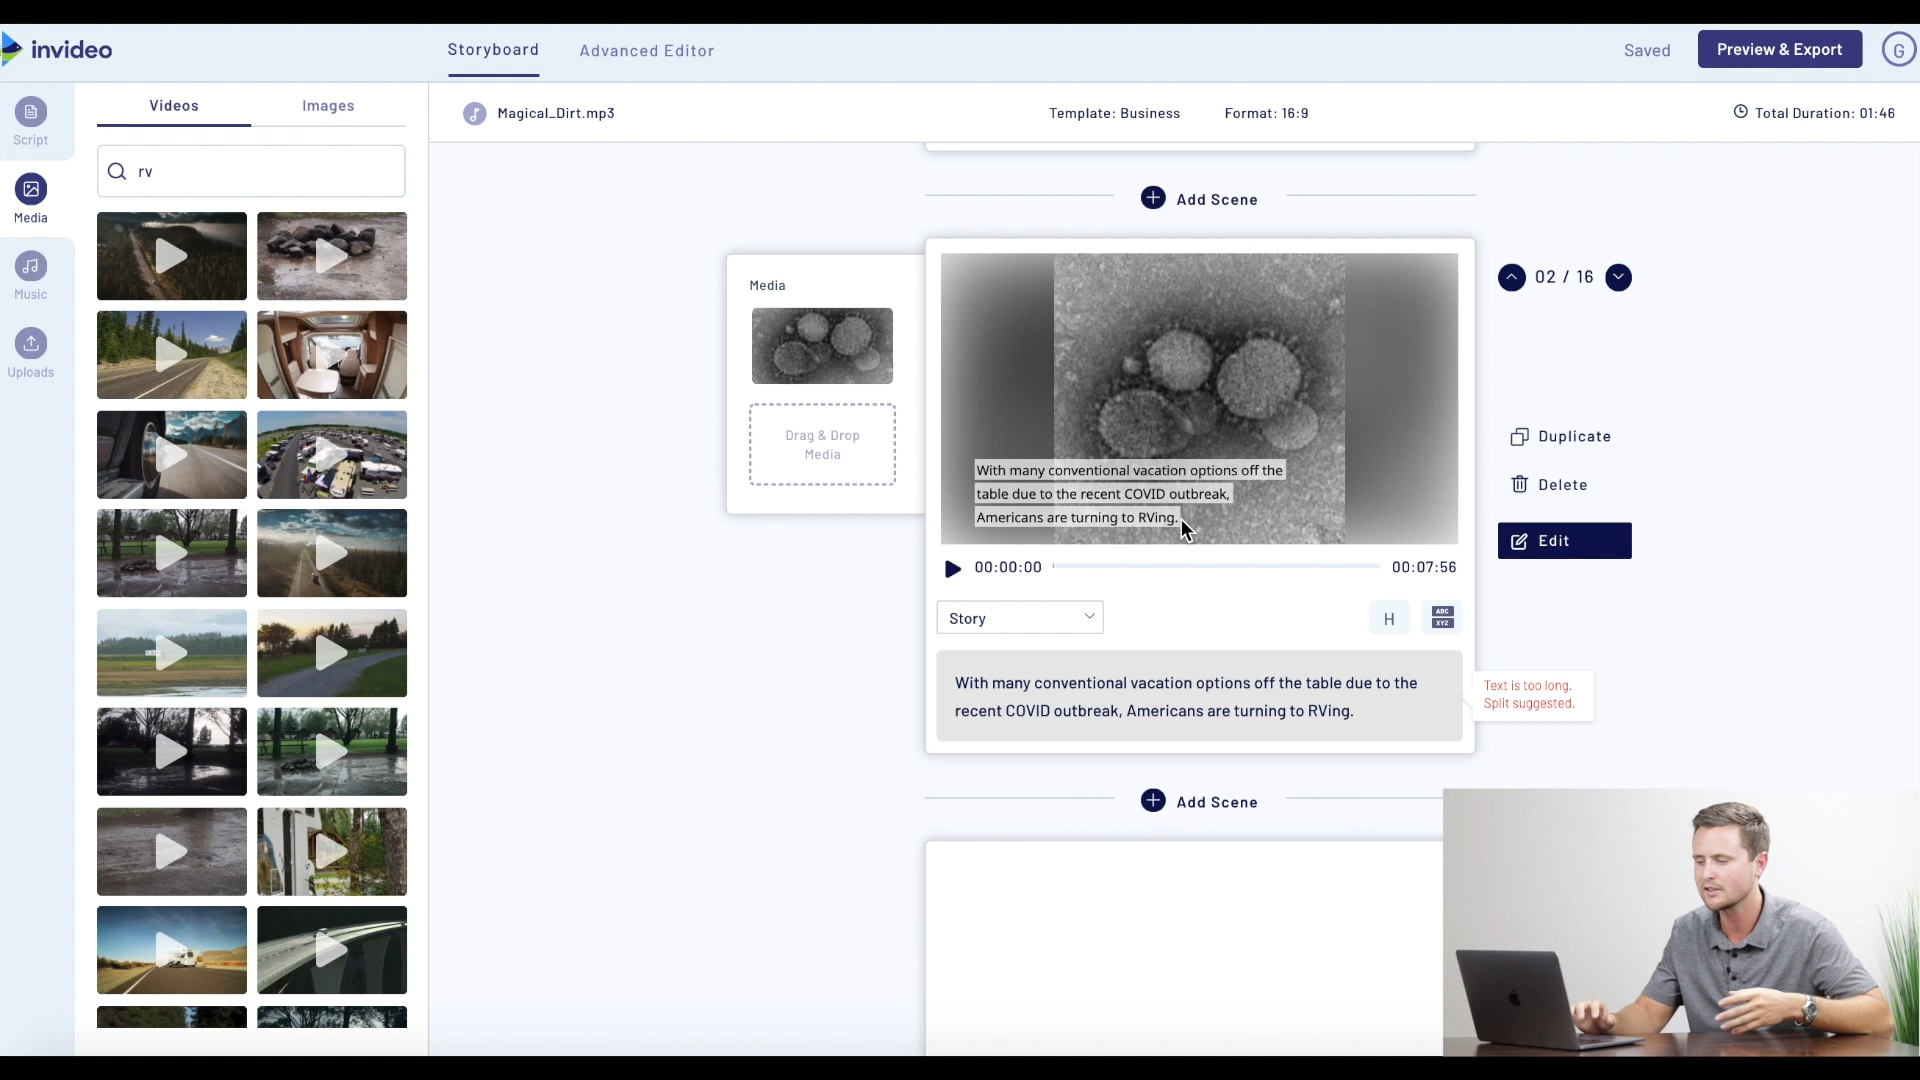 invideo
Storyboard
Advanced Editor
Saved
Preview & Export
G
Script
Media
Music
Uploads
Videos
Images
rv
Magical_Dirt.mp3
Template: Business
Format: 16:9
Total Duration: 01:46
Add Scene
Media
Drag & Drop
Media
With many conventional vacation options off the
table due to the recent COVID outbreak,
Americans are turning to RVing.
02 / 16
Duplicate
Delete
Edit
00:00:00
00:07:56
Story
H
ABC
XYZ
With many conventional vacation options off the table due to the
recent COVID outbreak, Americans are turning to RVing.
Text is too long.
Split suggested.
Add Scene